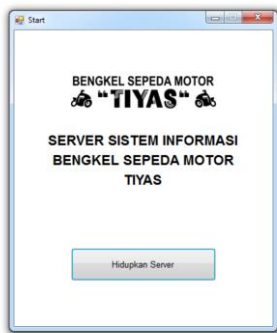 Start
BENGKEL SEPEDA MOTOR
"TIYAS"
SERVER SISTEM INFORMASI
BENGKEL SEPEDA MOTOR
TIYAS
Hidupkan Server